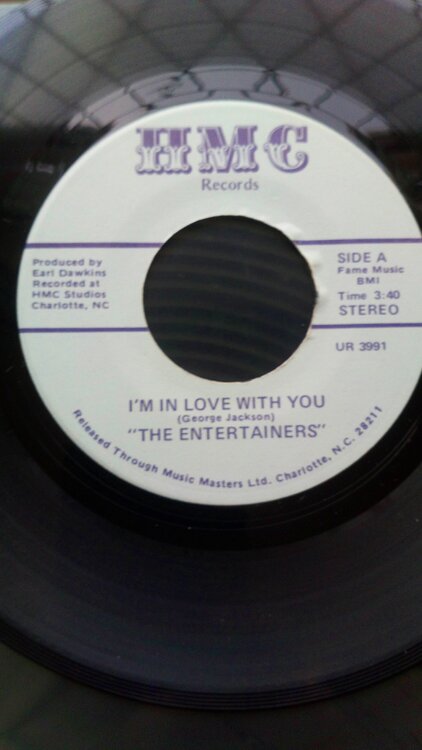 HMC
Records
Produced by
Earl Dawkins
Recorded at
HMC Studios
Charlotte, NC
SIDE A
Fame Music
BMI
Time 3:40
STEREO
UR 3991
I'M IN LOVE WITH YOU
(George Jackson)
"THE ENTERTAINERS"
Released Through Music Masters Ltd. Charlotte, N.C. 28211